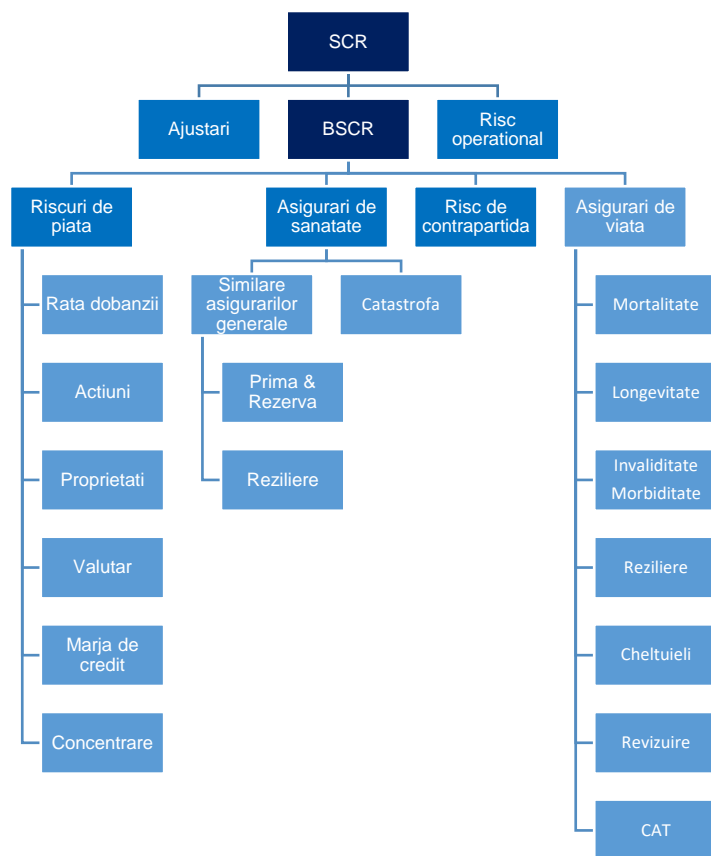 SCR
Ajustari
BSCR
Risc
operational
Riscuri de
piata
Asigurari de
sanatate
Risc de
contrapartida
Asigurari de
viata
Rata dobanzii
Actiuni
Proprietati
Valutar
Marja de
credit
Concentrare
Similare
asigurarilor
generale
Catastrofa
Prima &
Rezerva
Reziliere
Mortalitate
Longevitate
Invaliditate
Morbiditate
Reziliere
Cheltuieli
Revizuire
CAT